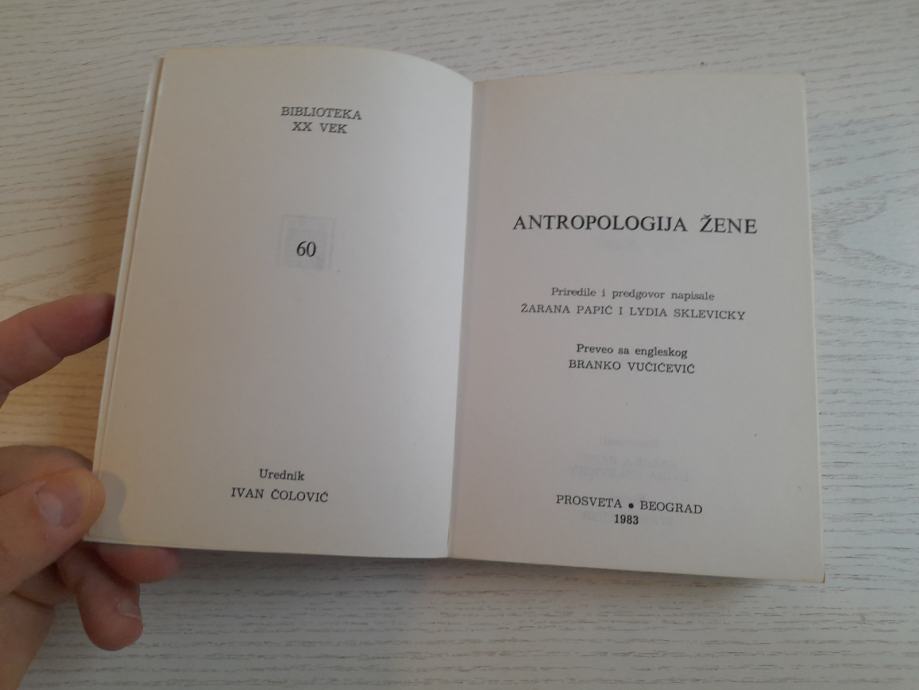 BIBLIOTEKA
XX VEK
60
Urednik
IVAN ČOLOVIĆ
ANTROPOLOGIJA ŽENE
Priredile i predgovor napisale
ŽARANA PAPIĆ I LYDIA SKLEVICKY
Preveo sa engleskog
BRANKO VUČIĆEVIĆ
PROSVETA • BEOGRAD
1983